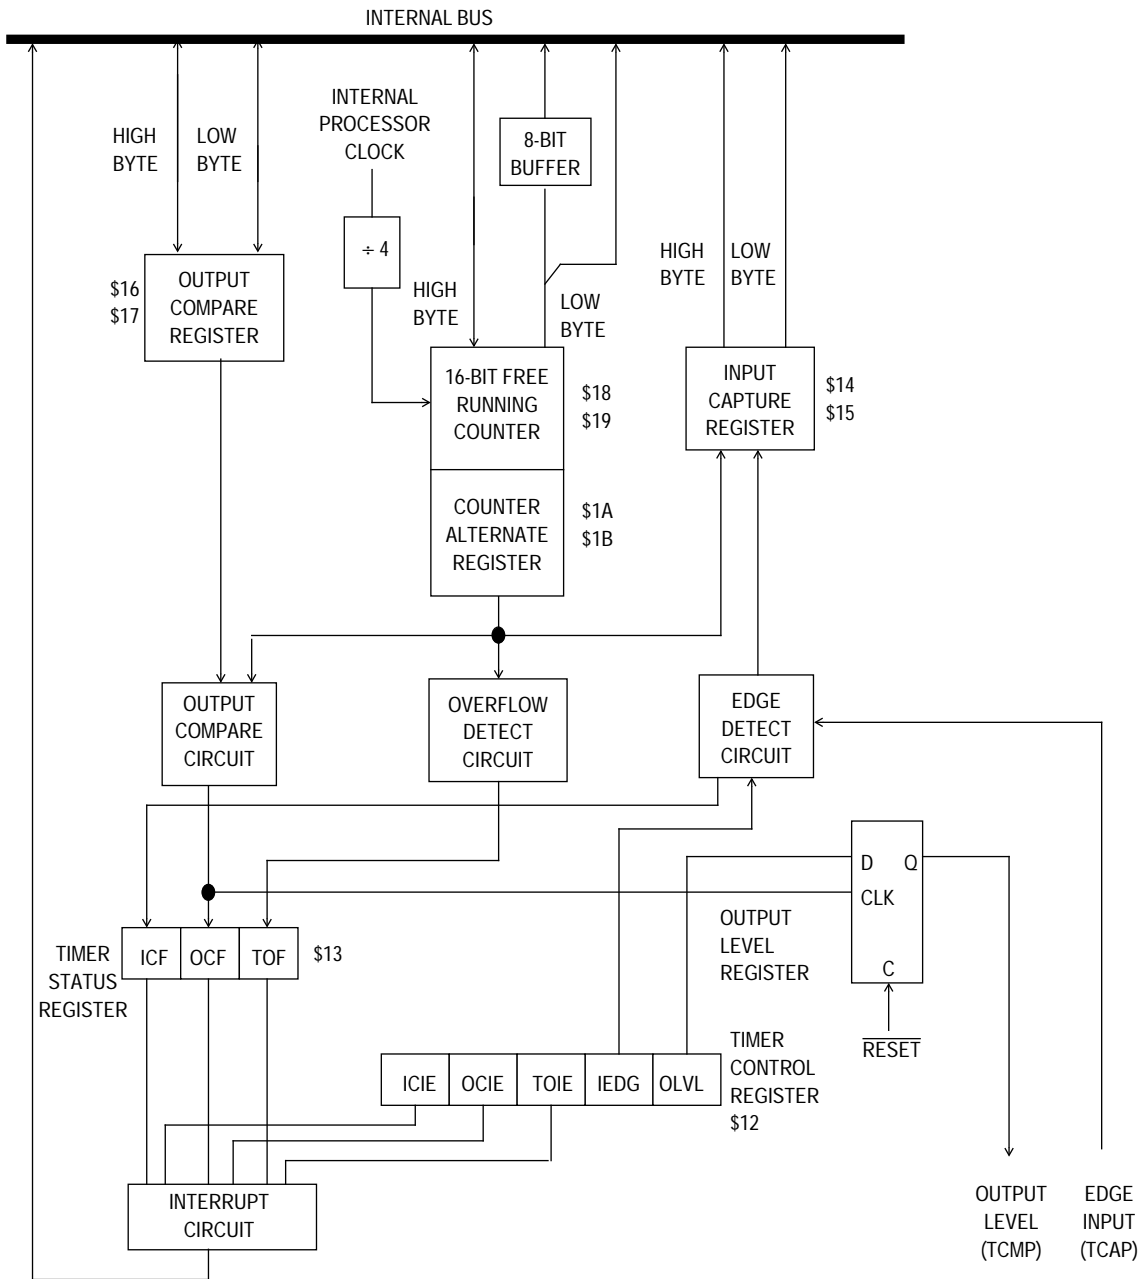 INTERNAL BUS
HIGH
BYTE
LOW
BYTE
INTERNAL
PROCESSOR
CLOCK
÷ 4
8-BIT
BUFFER
HIGH
BYTE
LOW
BYTE
HIGH
BYTE
LOW
BYTE
$16
$17
OUTPUT
COMPARE
REGISTER
16-BIT FREE
RUNNING
COUNTER
$18
$19
COUNTER
ALTERNATE
REGISTER
$1A
$1B
INPUT
CAPTURE
REGISTER
$14
$15
OUTPUT
COMPARE
CIRCUIT
OVERFLOW
DETECT
CIRCUIT
EDGE
DETECT
CIRCUIT
D Q
CLK
C
OUTPUT
LEVEL
REGISTER
RESET
TIMER
STATUS
REGISTER
ICF OCF TOF
$13
ICIE OCIE TOIE IEDG OLVL
TIMER
CONTROL
REGISTER
$12
INTERRUPT
CIRCUIT
OUTPUT
LEVEL
(TCMP)
EDGE
INPUT
(TCAP)